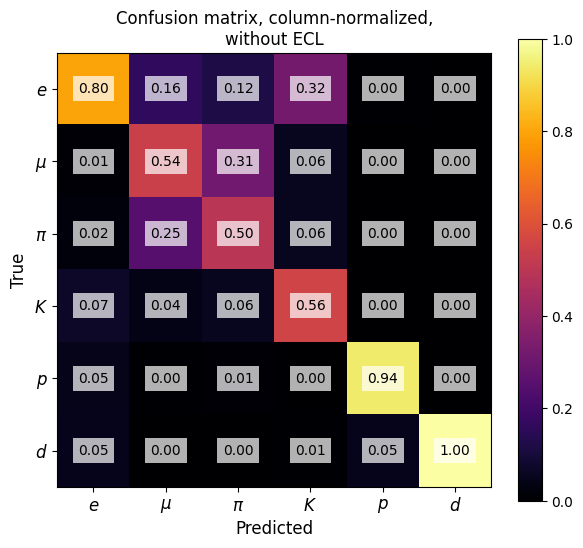 Confusion matrix, column-normalized,
without ECL
True
e 0.80 0.16 0.12 0.32 0.00 0.00
μ 0.01 0.54 0.31 0.06 0.00 0.00
π 0.02 0.25 0.50 0.06 0.00 0.00
K 0.07 0.04 0.06 0.56 0.00 0.00
p 0.05 0.00 0.01 0.00 0.94 0.00
d 0.05 0.00 0.00 0.01 0.05 1.00
e μ π K p d
Predicted
1.0
0.8
0.6
0.4
0.2
0.0